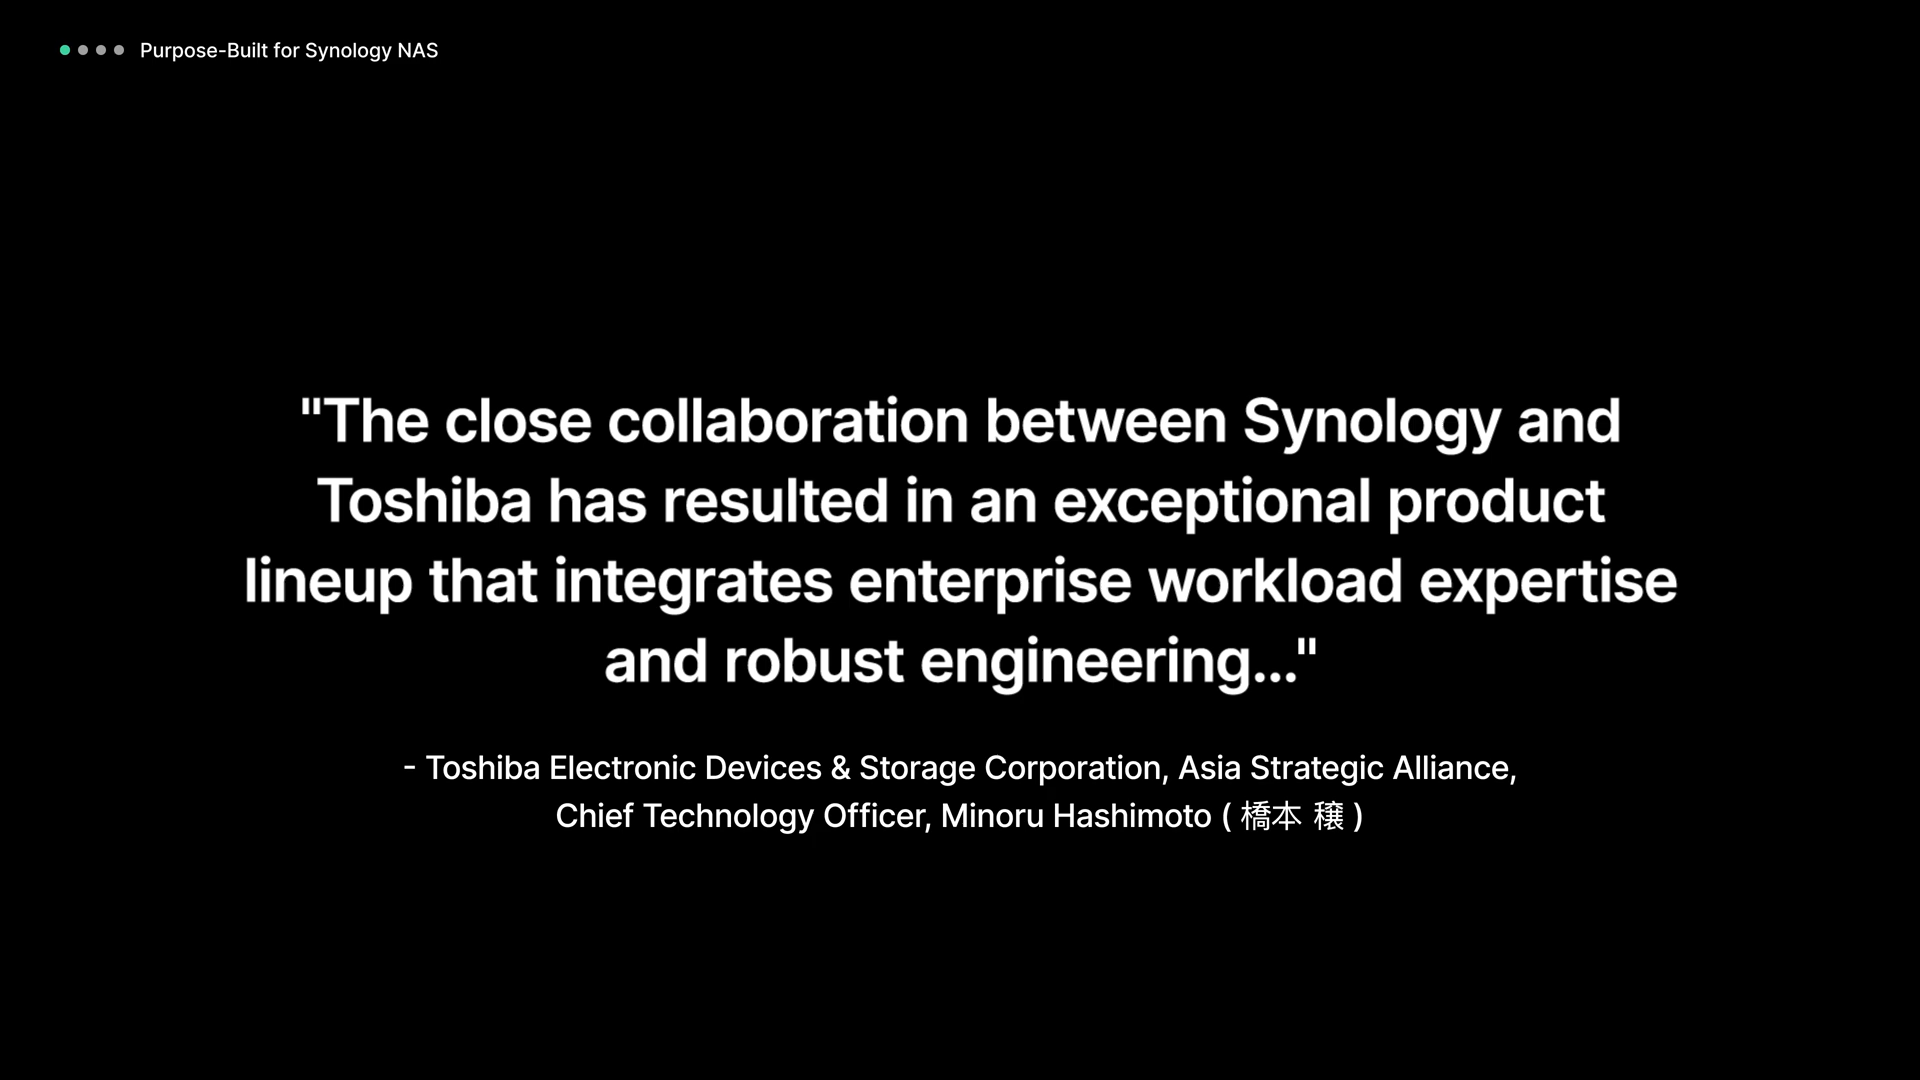 Purpose-Built for Synology NAS
"The close collaboration between Synology and
Toshiba has resulted in an exceptional product
lineup that integrates enterprise workload expertise
and robust engineering..."
- Toshiba Electronic Devices & Storage Corporation, Asia Strategic Alliance,
Chief Technology Officer, Minoru Hashimoto ( 橋本 穣 )